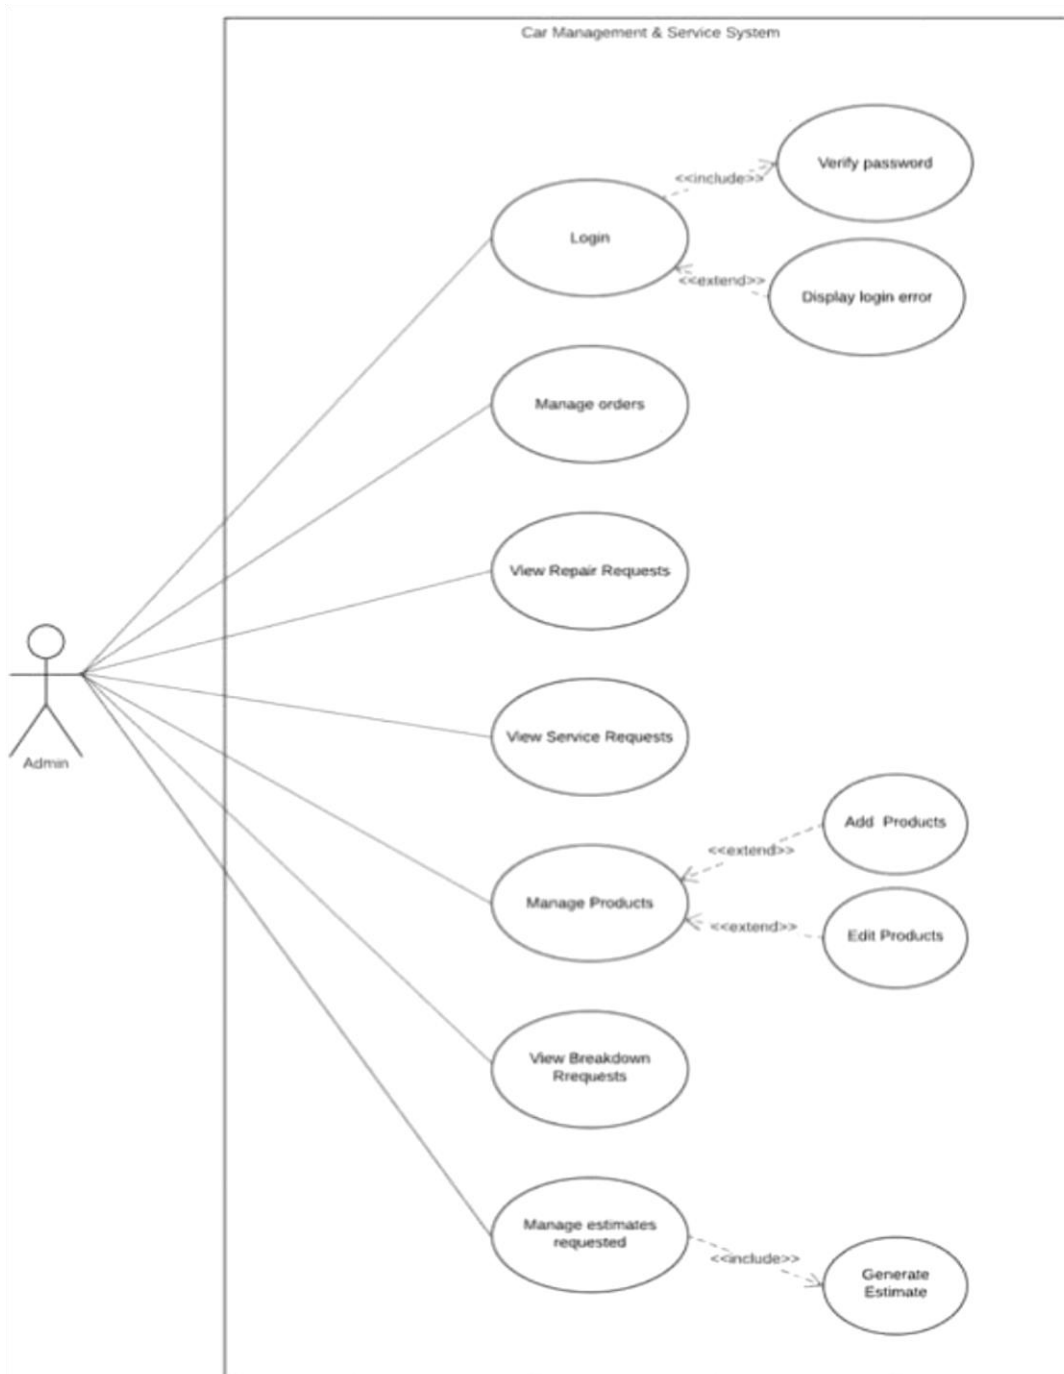 Car Management & Service System
Verify password
<<include>>
Login
<<extend>>
Display login error
Manage orders
View Repair Requests
View Service Requests
Admin
Add  Products
<<extend>>
Manage Products
<<extend>>
Edit Products
View Breakdown
Rrequests
Manage estimates
requested
<<include>>
Generate
Estimate